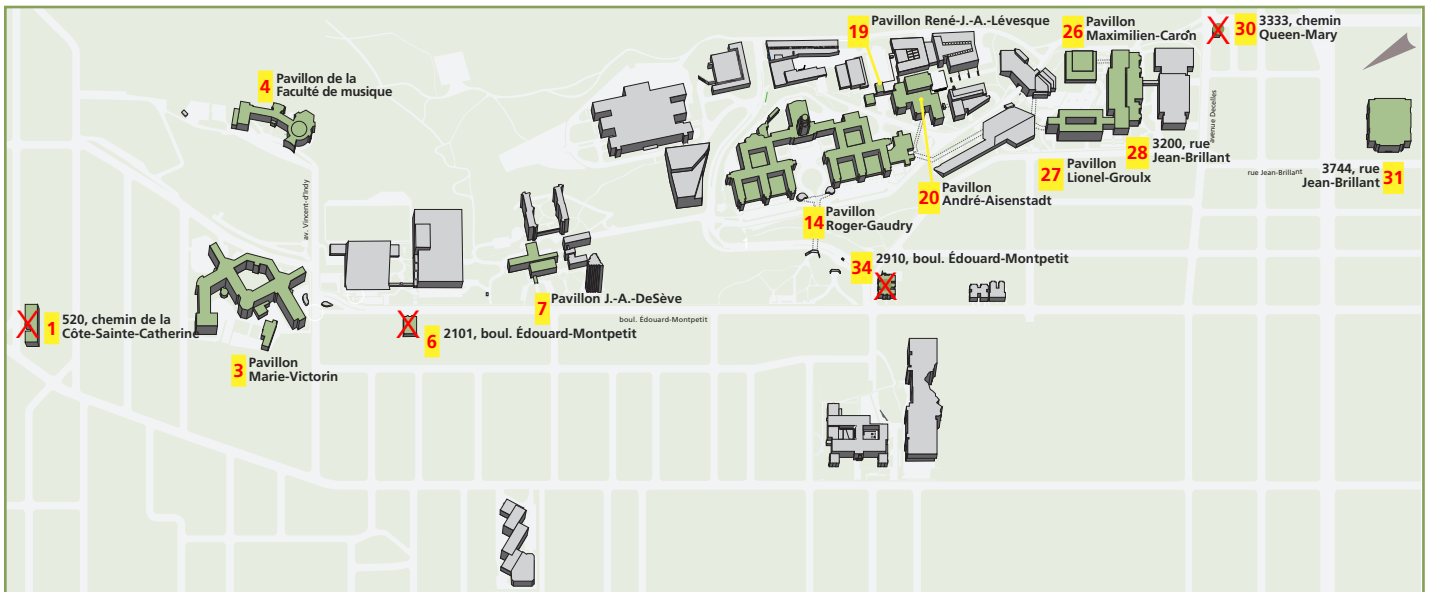 19
Pavillon René-J.-A.-Lévesque
26
Pavillon
Maximilien-Caron
30
3333, chemin
Queen-Mary
4
Pavillon de la
Faculté de musique
avenue Decelles
28
3200, rue
Jean-Brillant
27
Pavillon
Lionel-Groulx
rue Jean-Brillant
3744, rue
Jean-Brillant
31
20
Pavillon
André-Aisenstadt
av. Vincent-d'Indy
14
Pavillon
Roger-Gaudry
34
2910, boul. Édouard-Montpetit
7
Pavillon J.-A.-DeSève
boul. Édouard-Montpetit
1
520, chemin de la
Côte-Sainte-Catherine
6
2101, boul. Édouard-Montpetit
3
Pavillon
Marie-Victorin